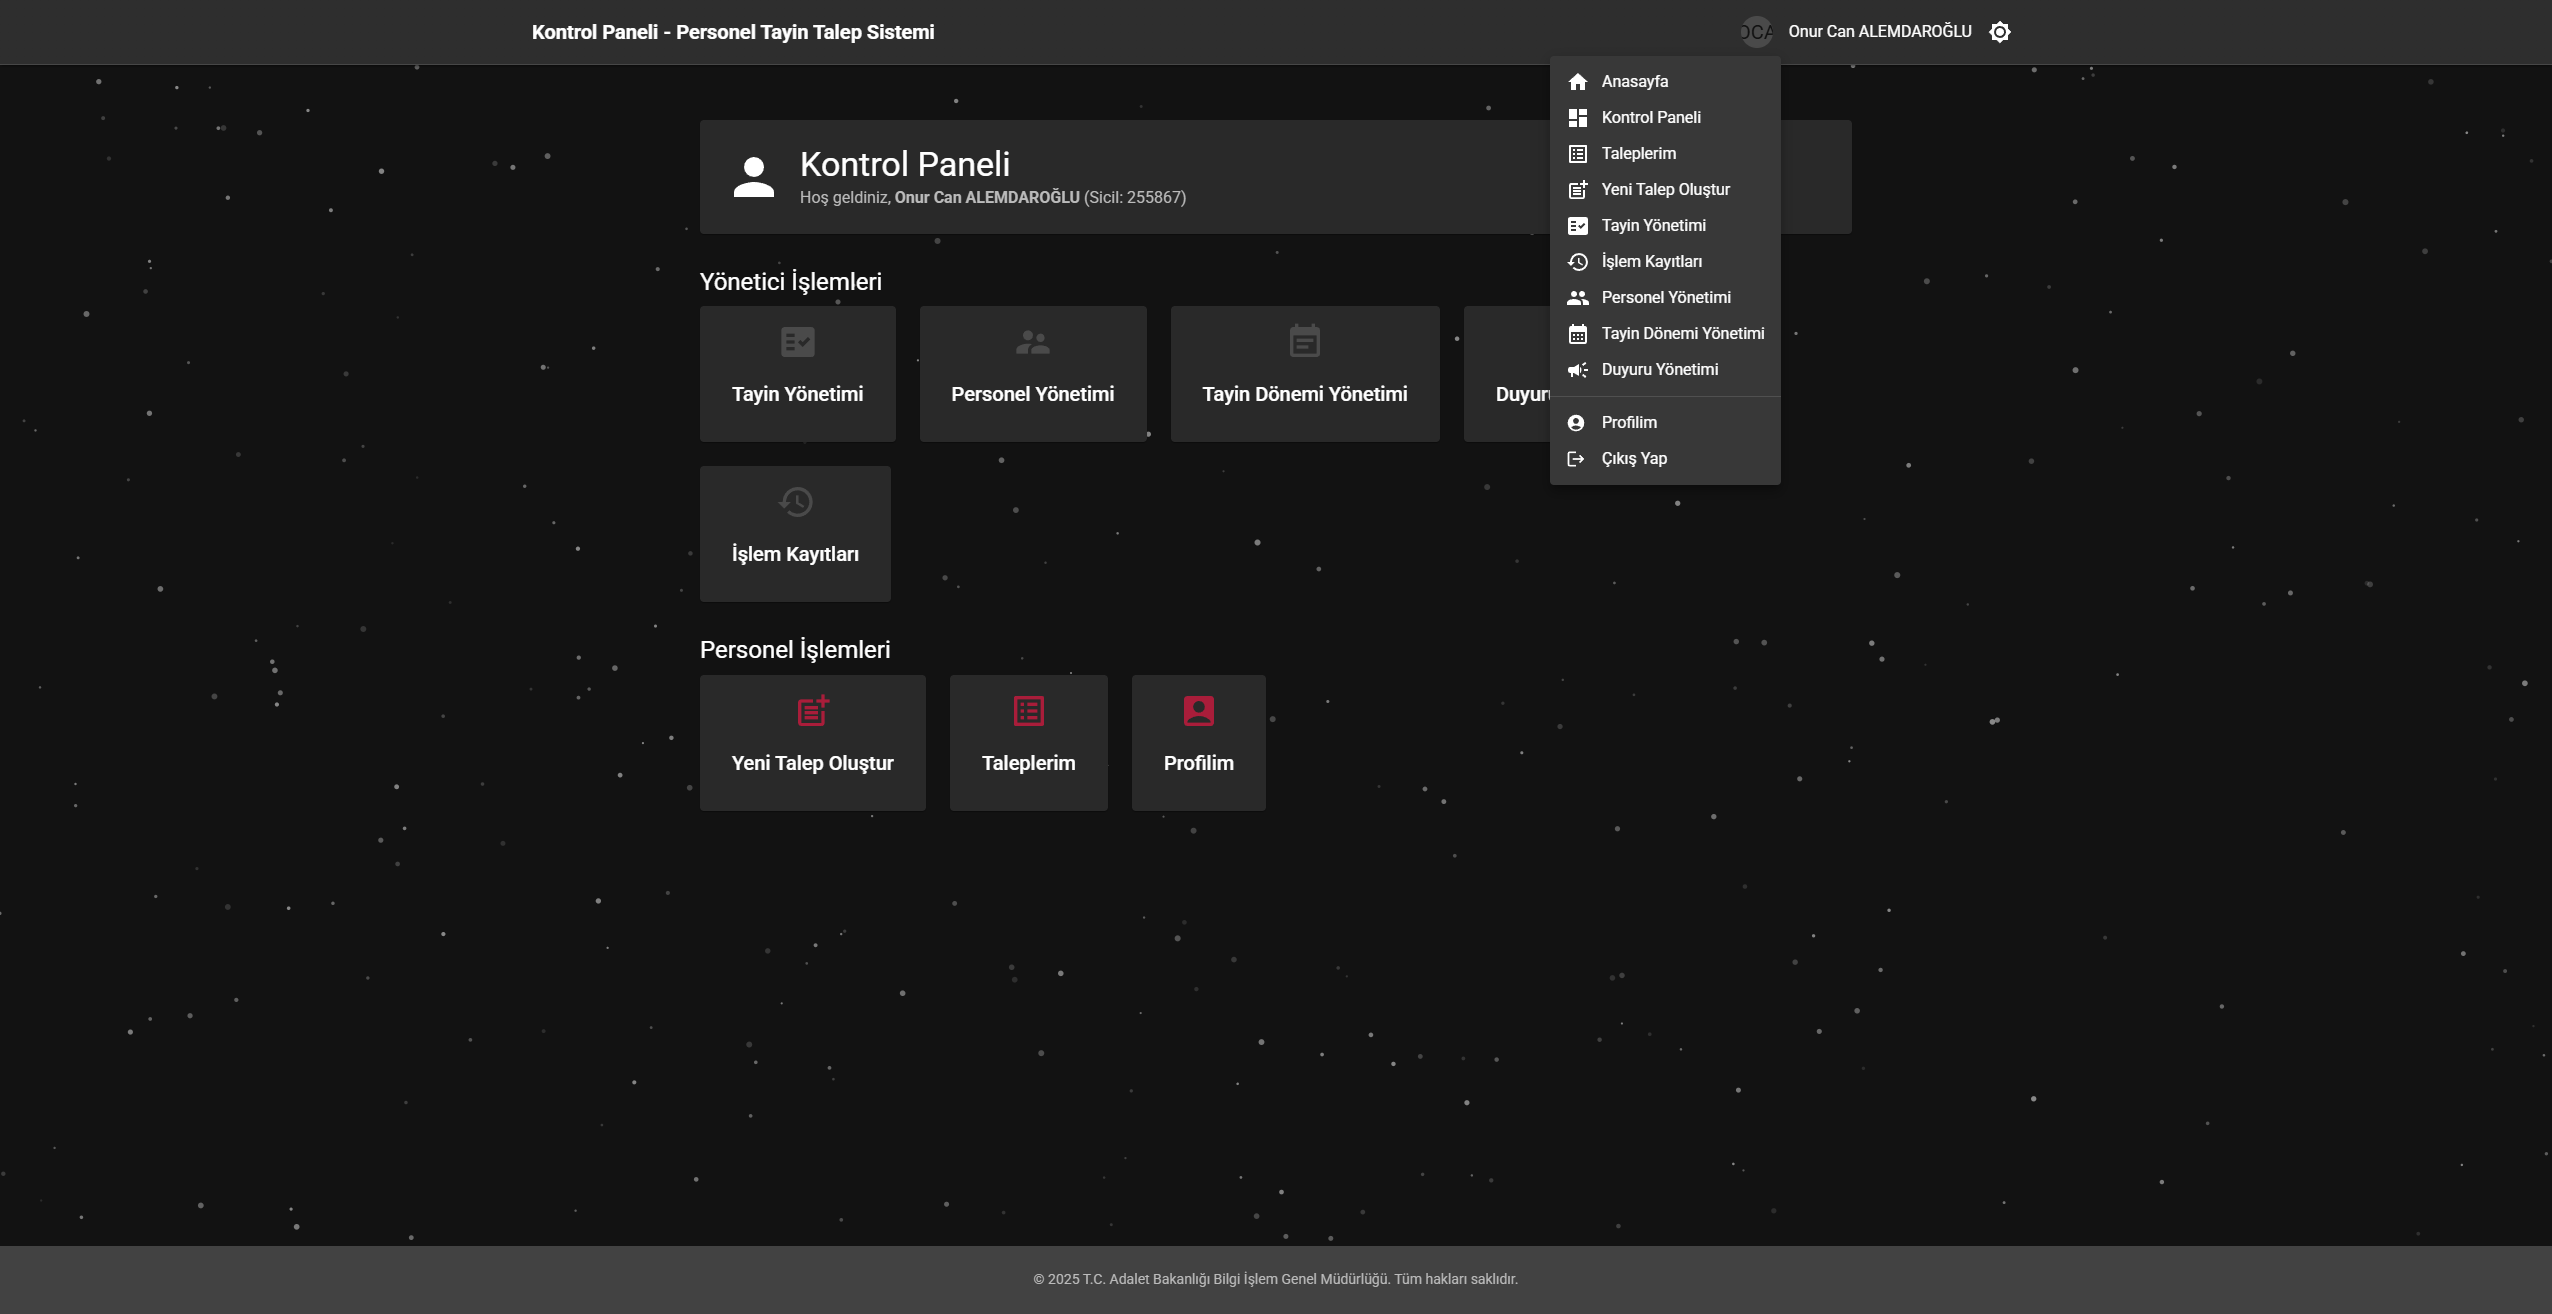 Kontrol Paneli - Personel Tayin Talep Sistemi
OCA
Onur Can ALEMDAROĞLU
Anasayfa
Kontrol Paneli
Taleplerim
Yeni Talep Oluştur
Tayin Yönetimi
İşlem Kayıtları
Personel Yönetimi
Tayin Dönemi Yönetimi
Duyuru Yönetimi
Profilim
Çıkış Yap
Kontrol Paneli
Hoş geldiniz, Onur Can ALEMDAROĞLU (Sicil: 255867)
Yönetici İşlemleri
Tayin Yönetimi
Personel Yönetimi
Tayin Dönemi Yönetimi
İşlem Kayıtları
Personel İşlemleri
Yeni Talep Oluştur
Taleplerim
Profilim
© 2025 T.C. Adalet Bakanlığı Bilgi İşlem Genel Müdürlüğü. Tüm hakları saklıdır.